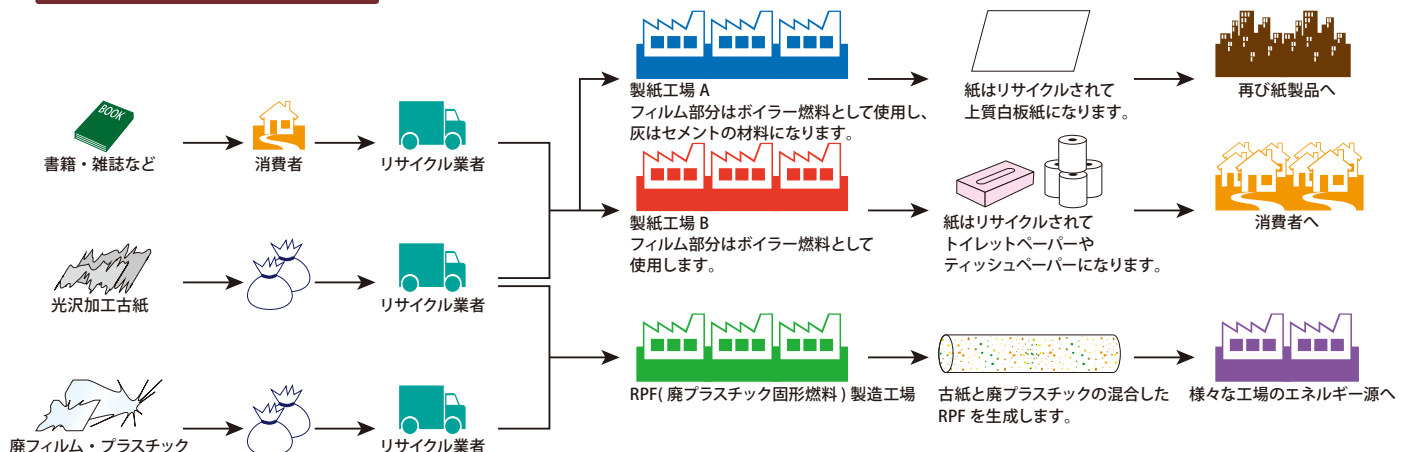 BOOK
書籍・雑誌など
消費者
リサイクル業者
製紙工場 A
フィルム部分はボイラー燃料として使用し、
灰はセメントの材料になります。
紙はリサイクルされて
上質白板紙になります。
再び紙製品へ
製紙工場 B
フィルム部分はボイラー燃料として
使用します。
紙はリサイクルされて
トイレットペーパーや
ティッシュペーパーになります。
消費者へ
光沢加工古紙
リサイクル業者
RPF( 廃プラスチック固形燃料 ) 製造工場
古紙と廃プラスチックの混合した
RPF を生成します。
様々な工場のエネルギー源へ
廃フィルム・プラスチック
リサイクル業者